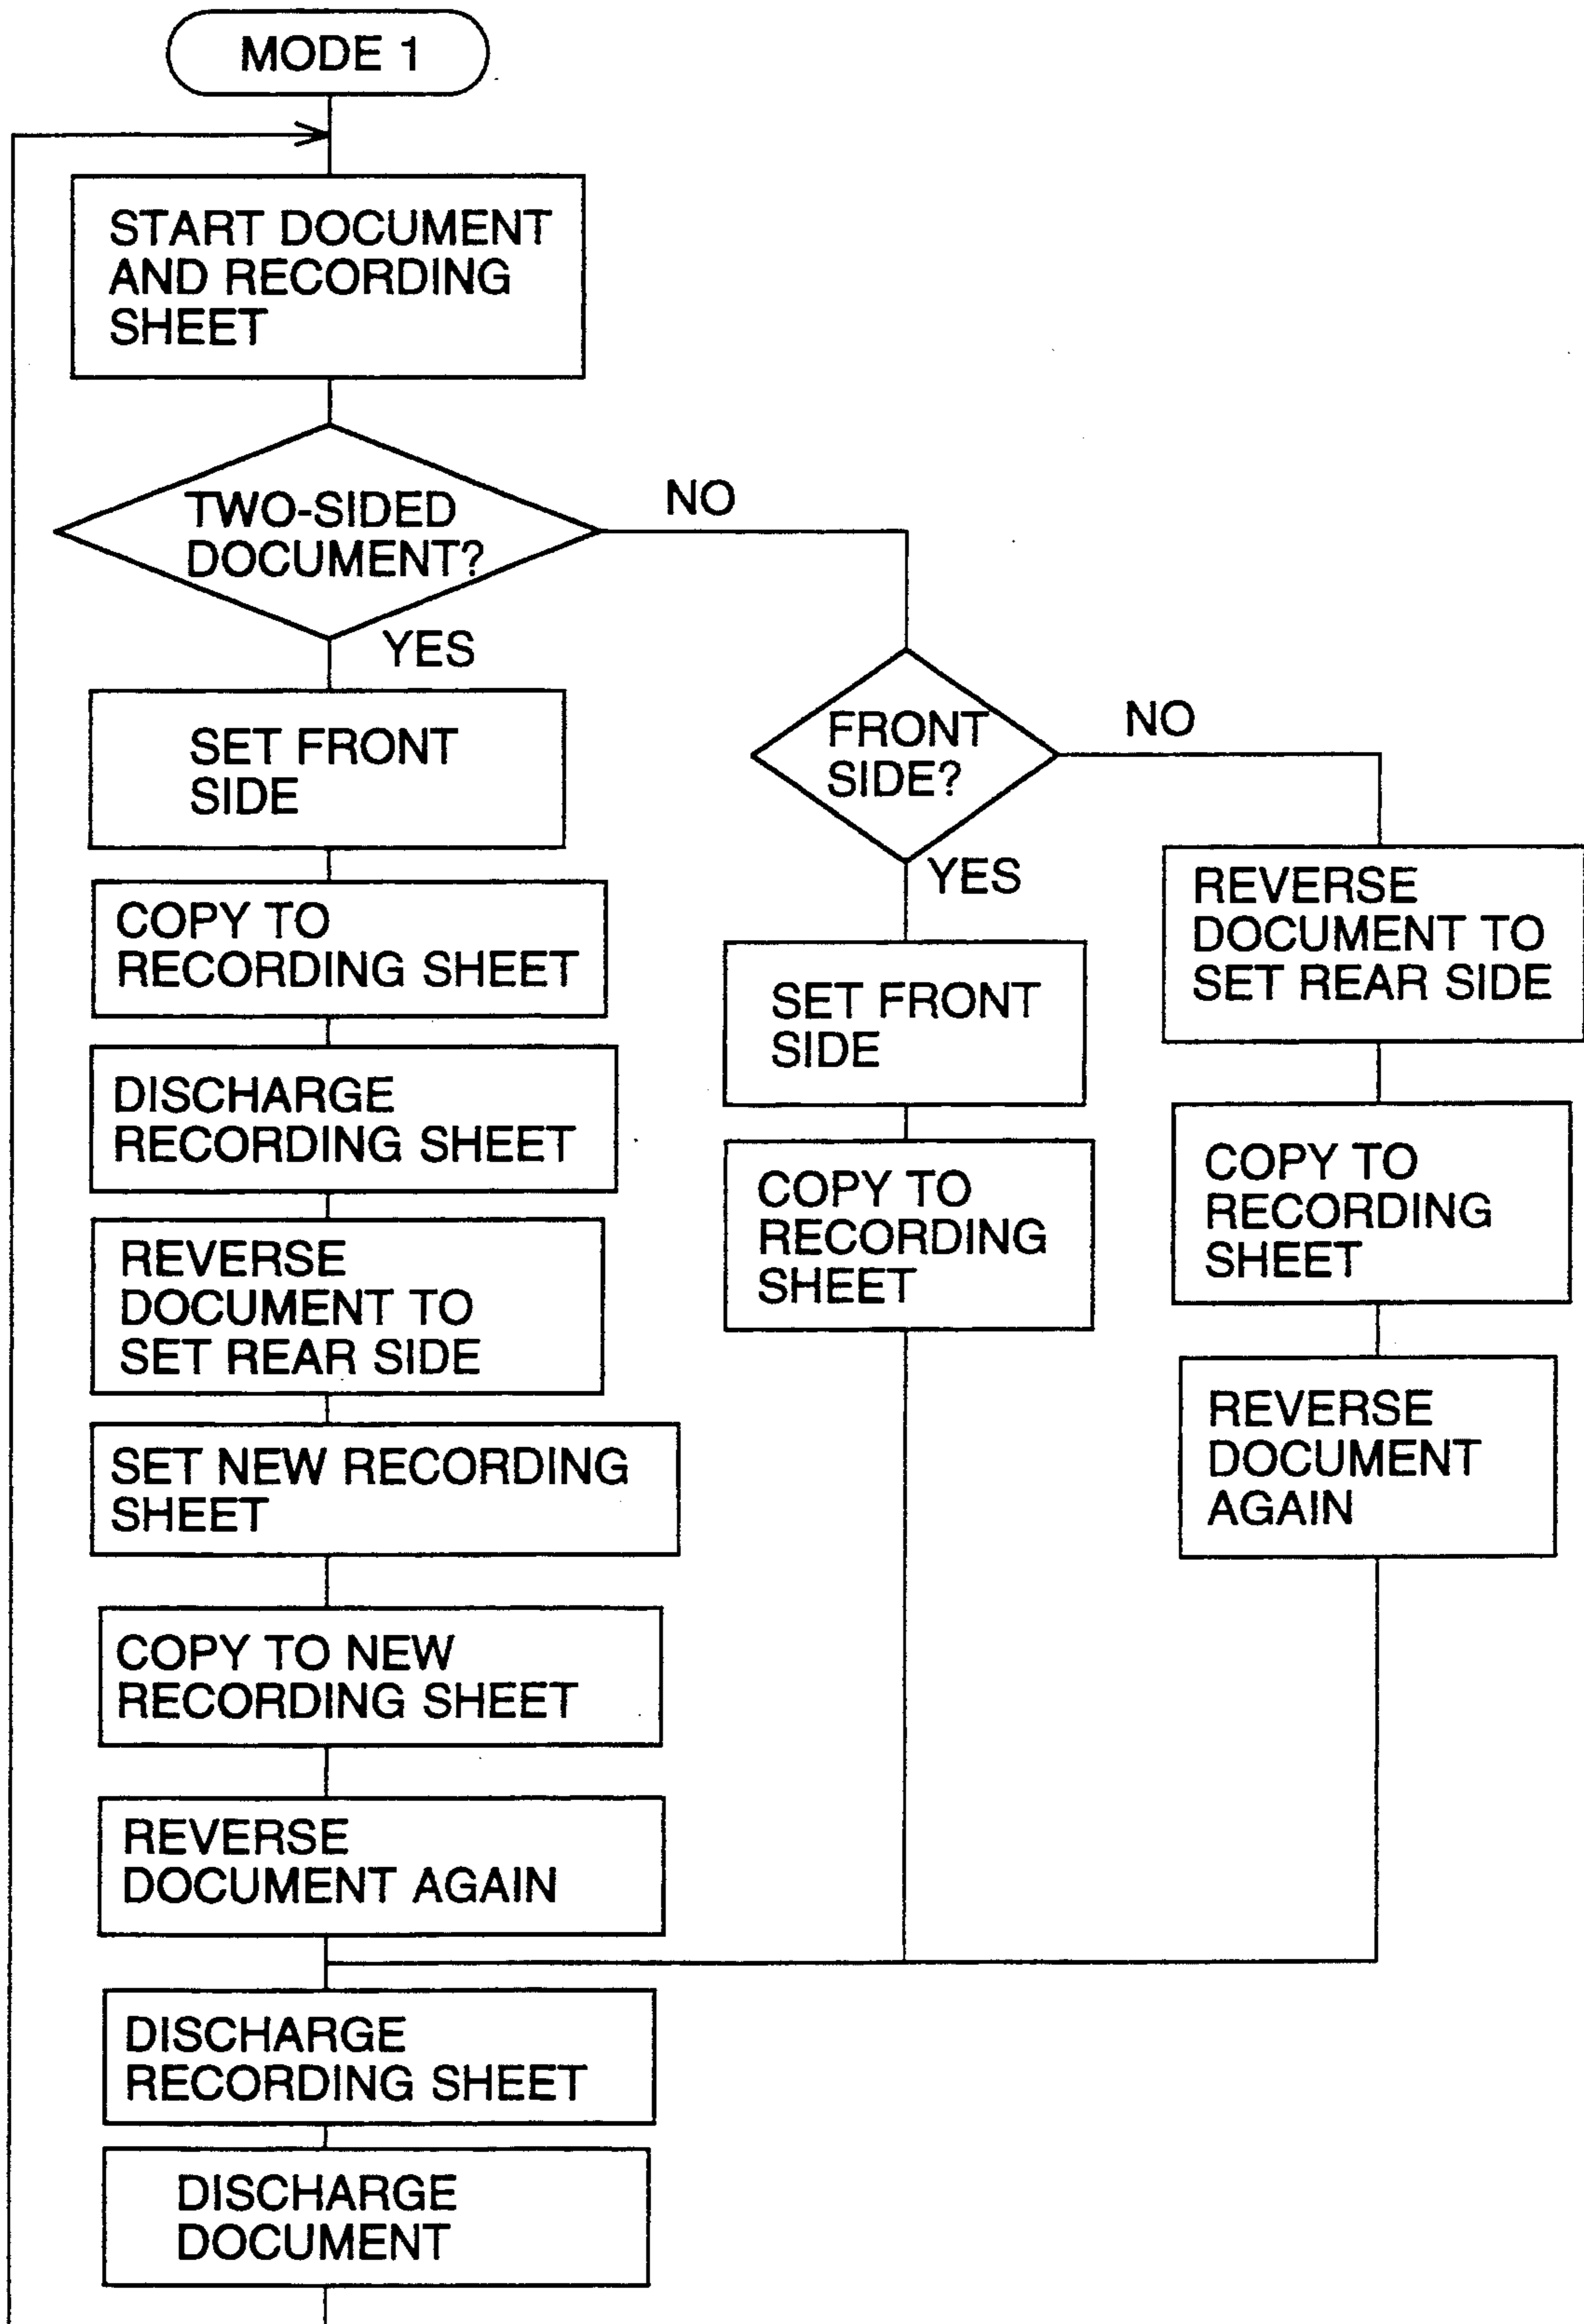 MODE 1
START DOCUMENT
AND RECORDING
SHEET
TWO-SIDED
DOCUMENT?
NO
YES
SET FRONT
SIDE
COPY TO
RECORDING SHEET
DISCHARGE
RECORDING SHEET
REVERSE
DOCUMENT TO
SET REAR SIDE
SET NEW RECORDING
SHEET
COPY TO NEW
RECORDING SHEET
REVERSE
DOCUMENT AGAIN
FRONT
SIDE?
NO
YES
SET FRONT
SIDE
COPY TO
RECORDING
SHEET
REVERSE
DOCUMENT TO
SET REAR SIDE
COPY TO
RECORDING
SHEET
REVERSE
DOCUMENT
AGAIN
DISCHARGE
RECORDING SHEET
DISCHARGE
DOCUMENT